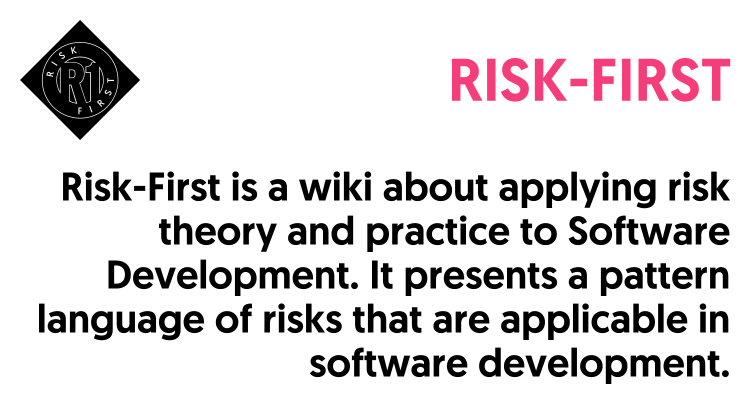 RISK
R1
FIRST
RISK-FIRST
Risk-First is a wiki about applying risk
theory and practice to Software
Development. It presents a pattern
language of risks that are applicable in
software development.